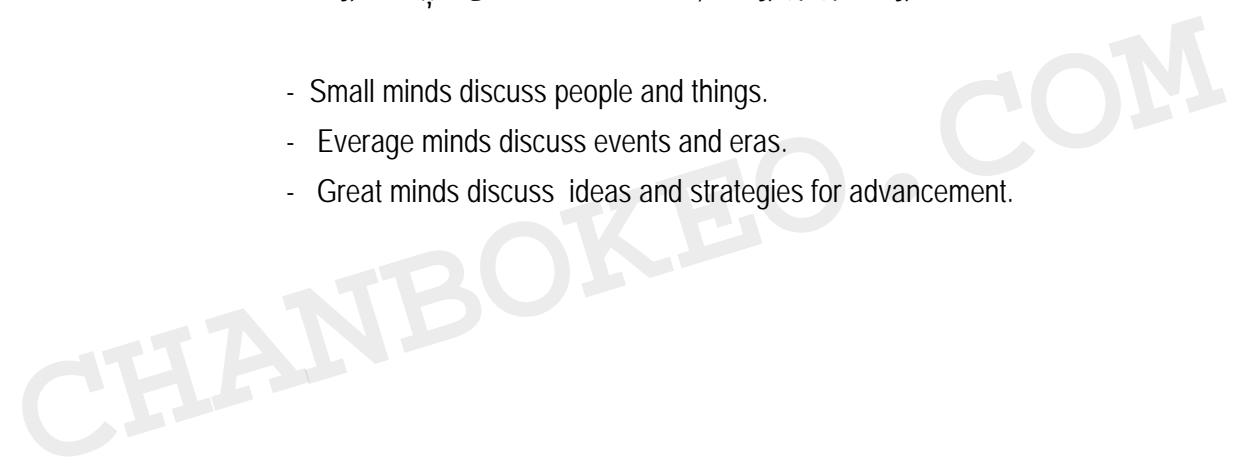 - Small minds discuss people and things.
- Everage minds discuss events and eras.
- Great minds discuss ideas and strategies for advancement.
CHANBOKEO.COM